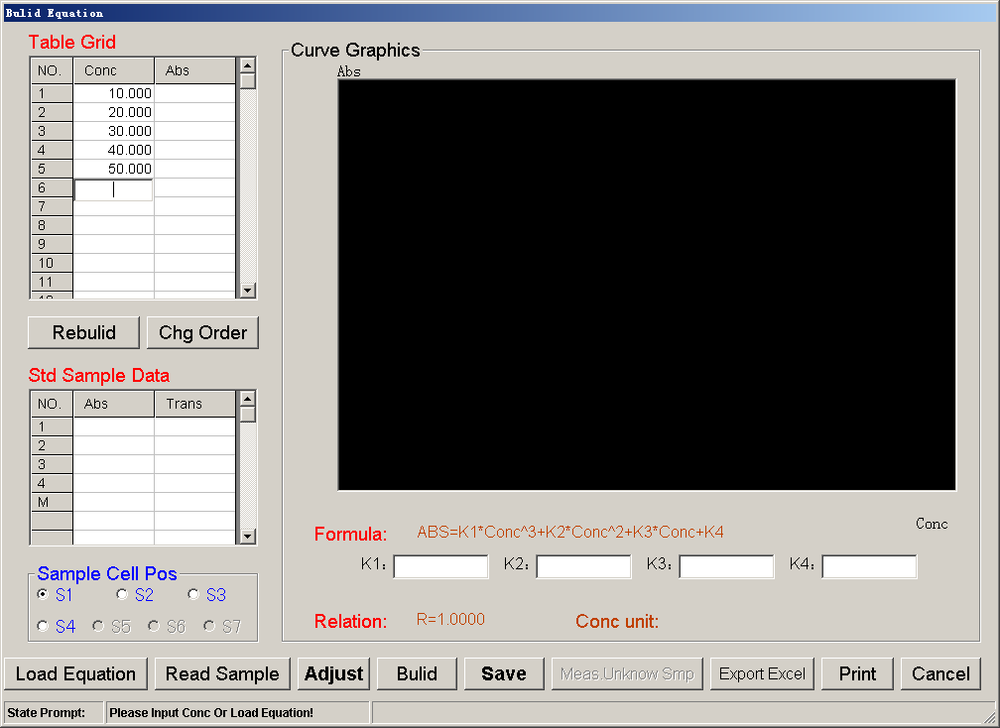 Bulid Equation
Table Grid
NO. Conc Abs
1 10.000
2 20.000
3 30.000
4 40.000
5 50.000
6
7
8
9
10
11
Rebulid Chg Order
Std Sample Data
NO. Abs Trans
1
2
3
4
M
Sample Cell Pos
S1 S2 S3
S4 S5 S6 S7
Curve Graphics
Abs
Conc
Formula: ABS=K1*Conc^3+K2*Conc^2+K3*Conc+K4
K1: K2: K3: K4:
Relation: R=1.0000 Conc unit:
Load Equation Read Sample Adjust Bulid Save Meas.Unknow Smp Export Excel Print Cancel
State Prompt: Please Input Conc Or Load Equation!